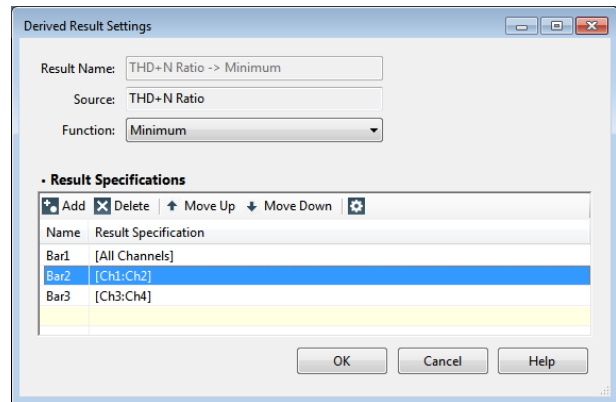 Derived Result Settings
Result Name: THD+N Ratio -> Minimum
Source: THD+N Ratio
Function: Minimum
• Result Specifications
Add Delete Move Up Move Down
Name Result Specification
Bar1 [All Channels]
Bar2 [Ch1:Ch2]
Bar3 [Ch3:Ch4]
OK Cancel Help